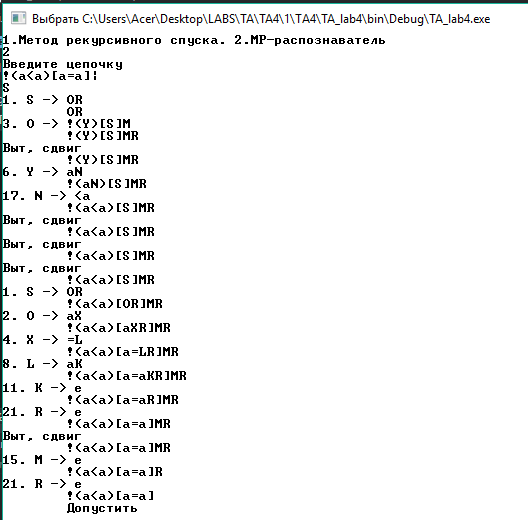 Выбрать C:\Users\Acer\Desktop\LABS\TA\TA4\1\TA4\TA_lab4\bin\Debug\TA_lab4.exe
1.Метод рекурсивного спуска. 2.МР-распознаватель
2
Введите цепочку
!(a<a)[a=a]¦
S
1. S -> OR
OR
3. O -> !(Y)[S]M
!(Y)[S]MR
Выт, сдвиг
!(Y)[S]MR
6. Y -> aN
!(aN)[S]MR
17. N -> <a
!(a<a)[S]MR
Выт, сдвиг
!(a<a)[S]MR
Выт, сдвиг
!(a<a)[S]MR
Выт, сдвиг
!(a<a)[S]MR
1. S -> OR
!(a<a)[OR]MR
2. O -> aX
!(a<a)[aXR]MR
4. X -> =L
!(a<a)[a=LR]MR
8. L -> aK
!(a<a)[a=aKR]MR
11. K -> e
!(a<a)[a=aR]MR
21. R -> e
!(a<a)[a=a]MR
Выт, сдвиг
!(a<a)[a=a]MR
15. M -> e
!(a<a)[a=a]R
21. R -> e
!(a<a)[a=a]
Допустить